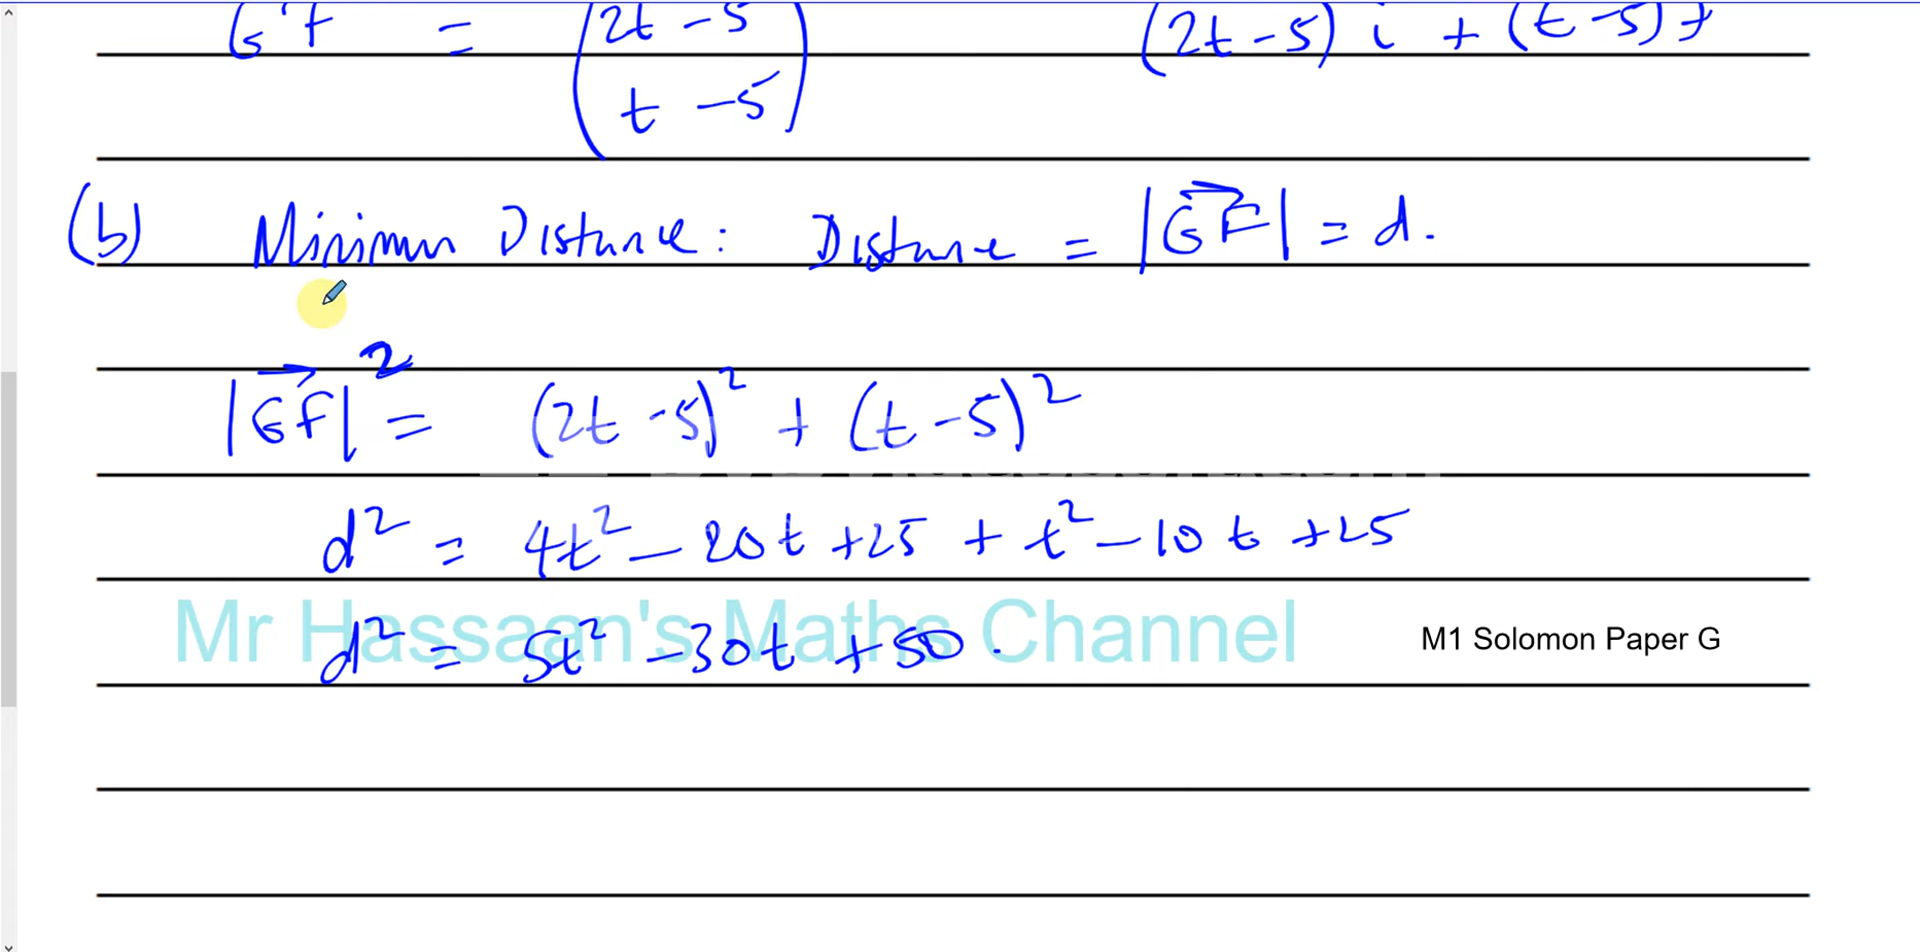 GF = (2t - 5 (2t - 5) i + (t - 5) j
t - 5)
(b) Minimum Distance: Distance = |GF| = d.
|GF|² = (2t - 5)² + (t - 5)²
d² = 4t² - 20t + 25 + t² - 10t + 25
Mr Hassaan's Maths Channel
d² = 5t² - 30t + 50.
M1 Solomon Paper G